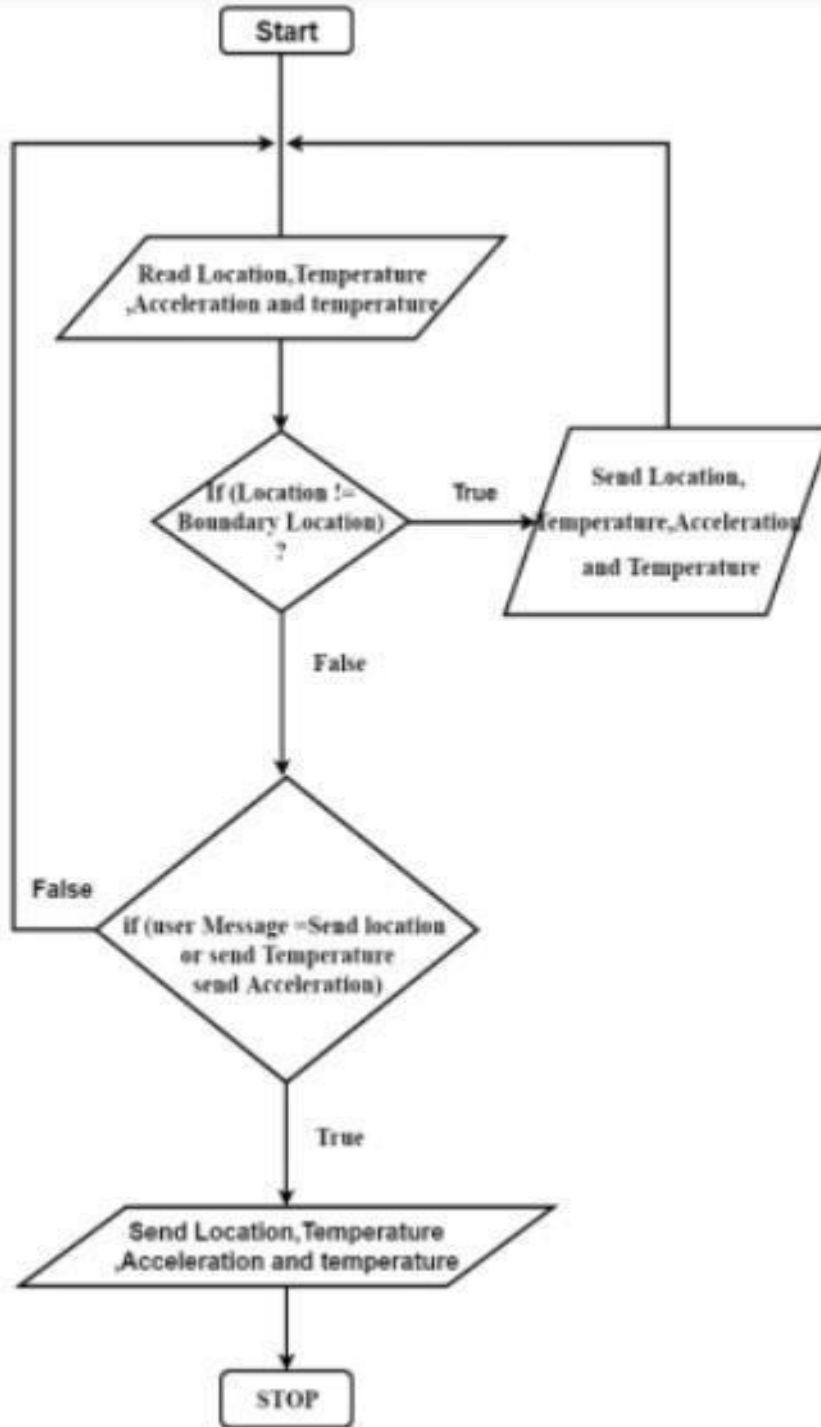 Start
Read Location,Temperature
,Acceleration and temperature
If (Location !=
Boundary Location)
?
True
Send Location,
Temperature,Acceleration
and Temperature
False
False
if (user Message =Send location
or send Temperature
send Acceleration)
True
Send Location,Temperature
,Acceleration and temperature
STOP